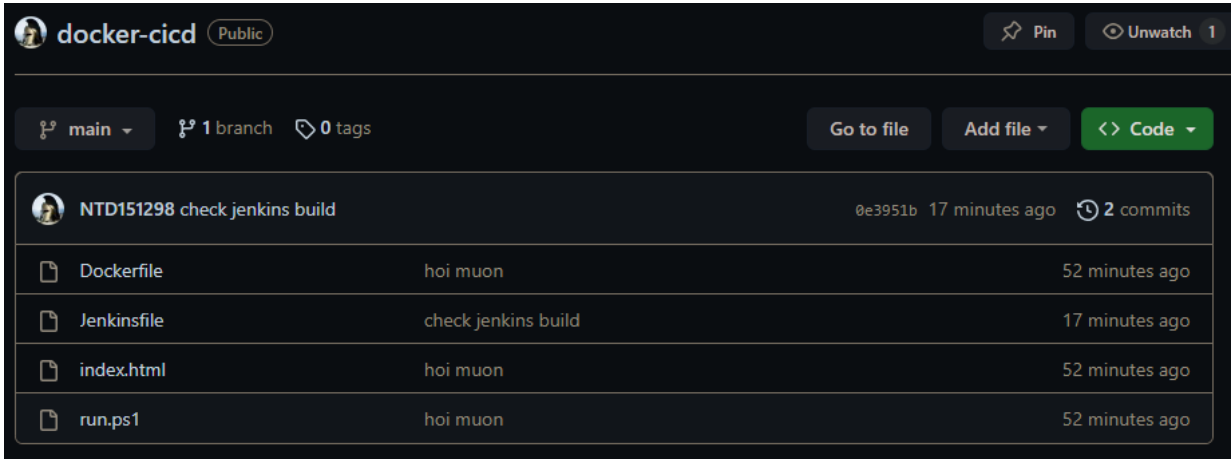 docker-cicd Public Pin Unwatch 1
main 1 branch 0 tags Go to file Add file <> Code
NTD151298 check jenkins build 0e3951b 17 minutes ago 2 commits
Dockerfile hoi muon 52 minutes ago
Jenkinsfile check jenkins build 17 minutes ago
index.html hoi muon 52 minutes ago
run.ps1 hoi muon 52 minutes ago